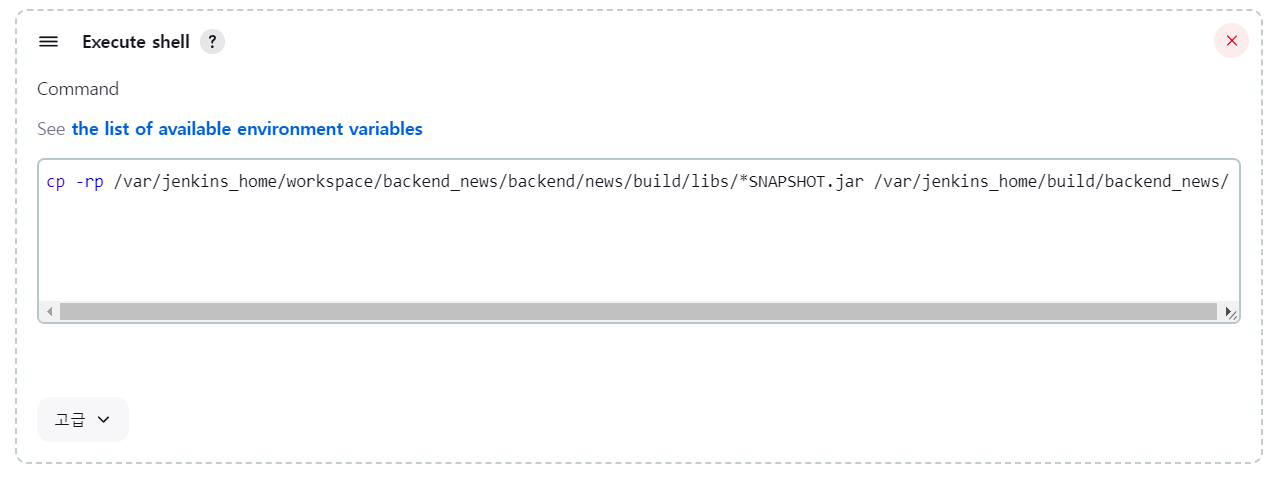 Execute shell ?
Command
See the list of available environment variables
cp -rp /var/jenkins_home/workspace/backend_news/backend/news/build/libs/*SNAPSHOT.jar /var/jenkins_home/build/backend_news/
고급